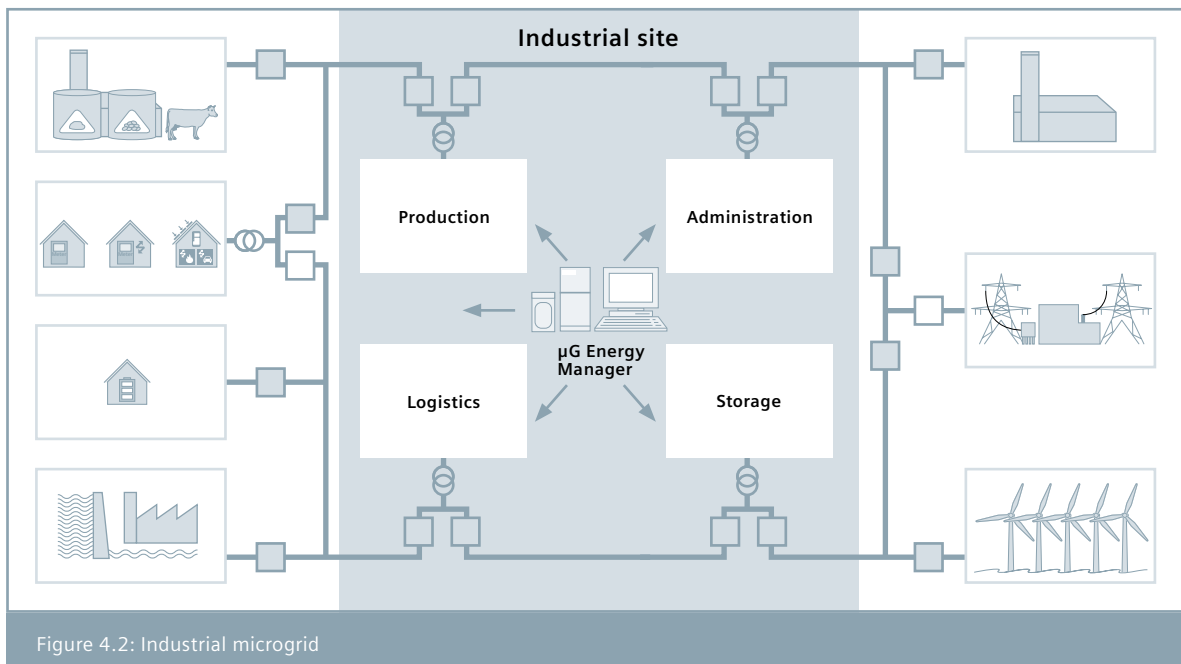 Industrial site
Production
Administration
µG Energy
Manager
Logistics
Storage
Figure 4.2: Industrial microgrid